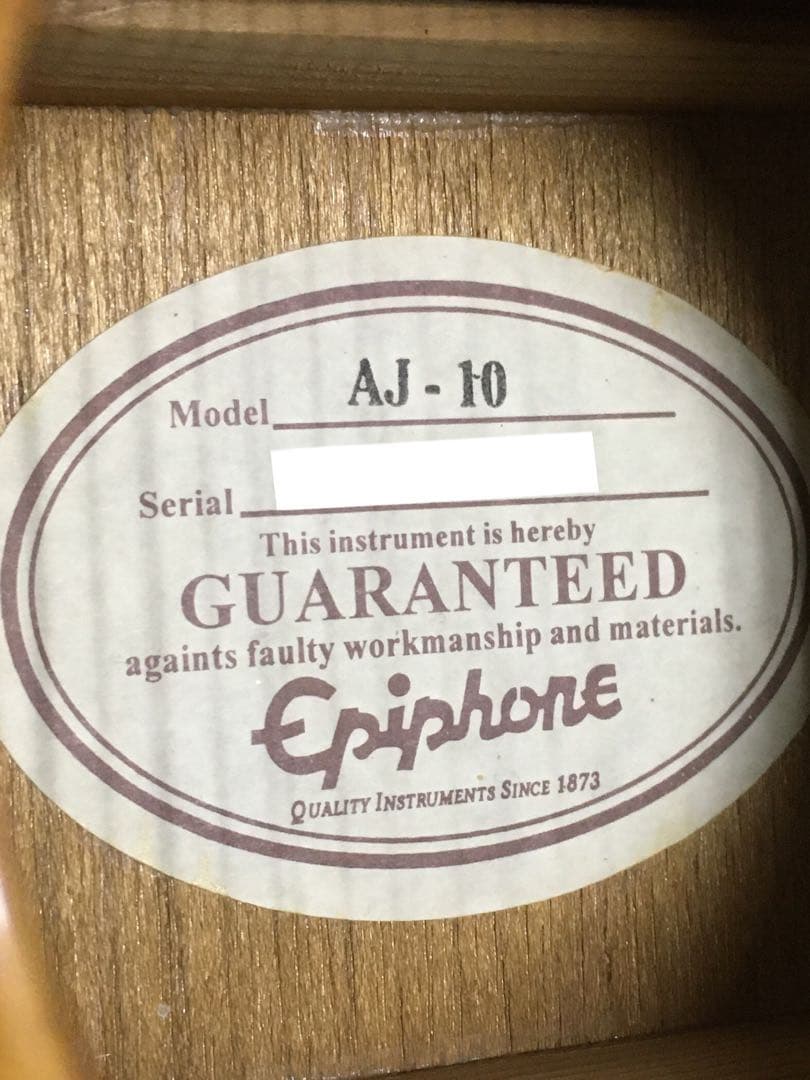 Model AJ - 10
Serial
This instrument is hereby
GUARANTEED
againts faulty workmanship and materials.
Epiphone
QUALITY INSTRUMENTS SINCE 1873